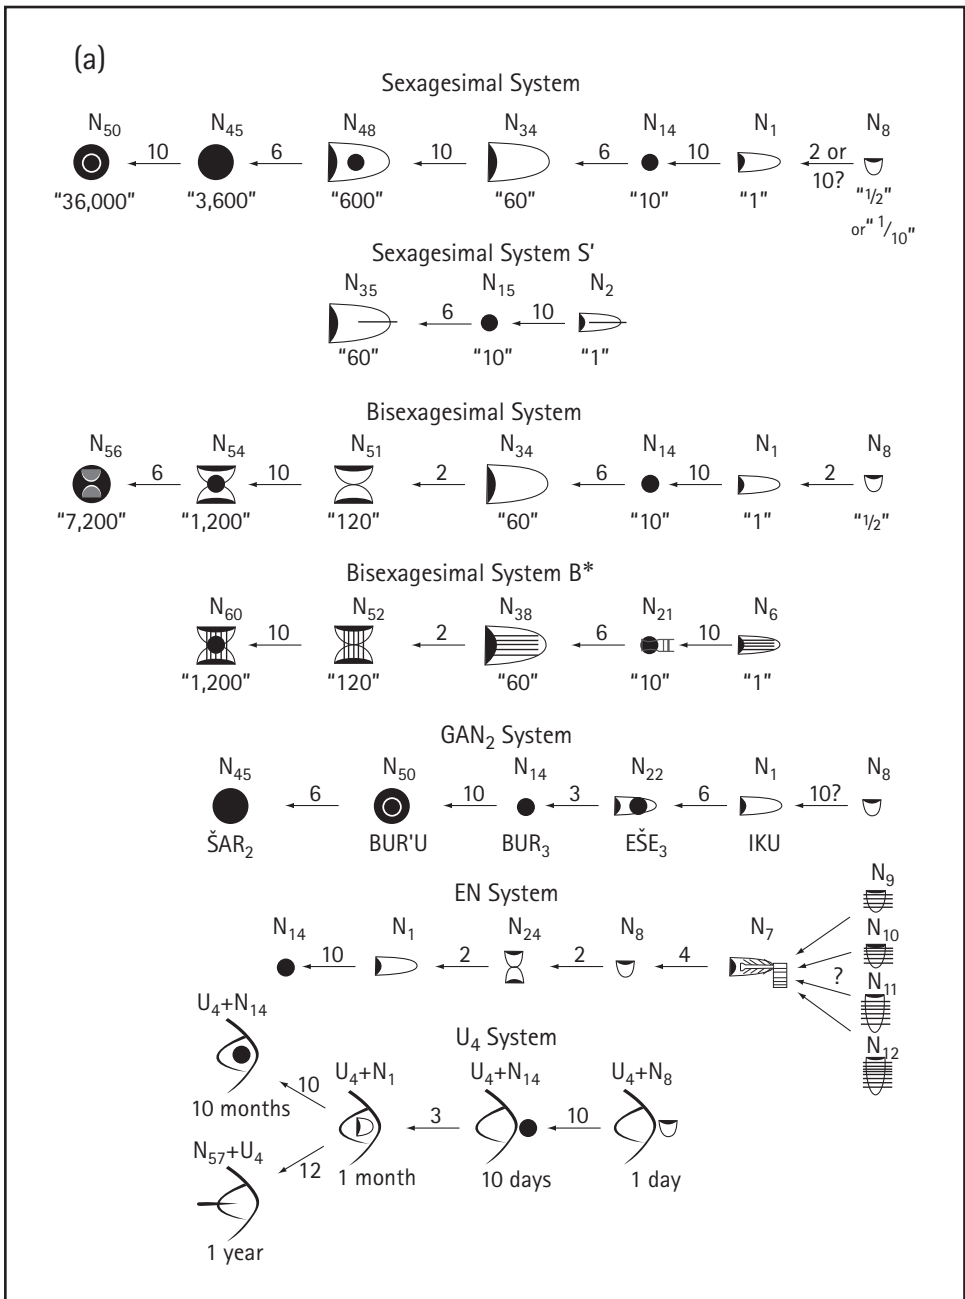 (a)
Sexagesimal System
N50 N45 N48 N34 N14 N1 N8
10 6 10 6 10 2 or 10?
"36,000" "3,600" "600" "60" "10" "1" "1/2"
or "1/10"
Sexagesimal System S'
N35 N15 N2
6 10
"60" "10" "1"
Bisexagesimal System
N56 N54 N51 N34 N14 N1 N8
6 10 2 6 10 2
"7,200" "1,200" "120" "60" "10" "1" "1/2"
Bisexagesimal System B*
N60 N52 N38 N21 N6
10 2 6 10
"1,200" "120" "60" "10" "1"
GAN2 System
N45 N50 N14 N22 N1 N8
6 10 3 6 10?
ŠAR2 BUR'U BUR3 EŠE3 IKU
EN System
N14 N1 N24 N8 N7 N9
N10
10 2 2 4 ?
N11
N12
U4+N14
U4 System
U4+N1 U4+N14 U4+N8
10 3 10
10 months
N57+U4
12
1 month 10 days 1 day
1 year